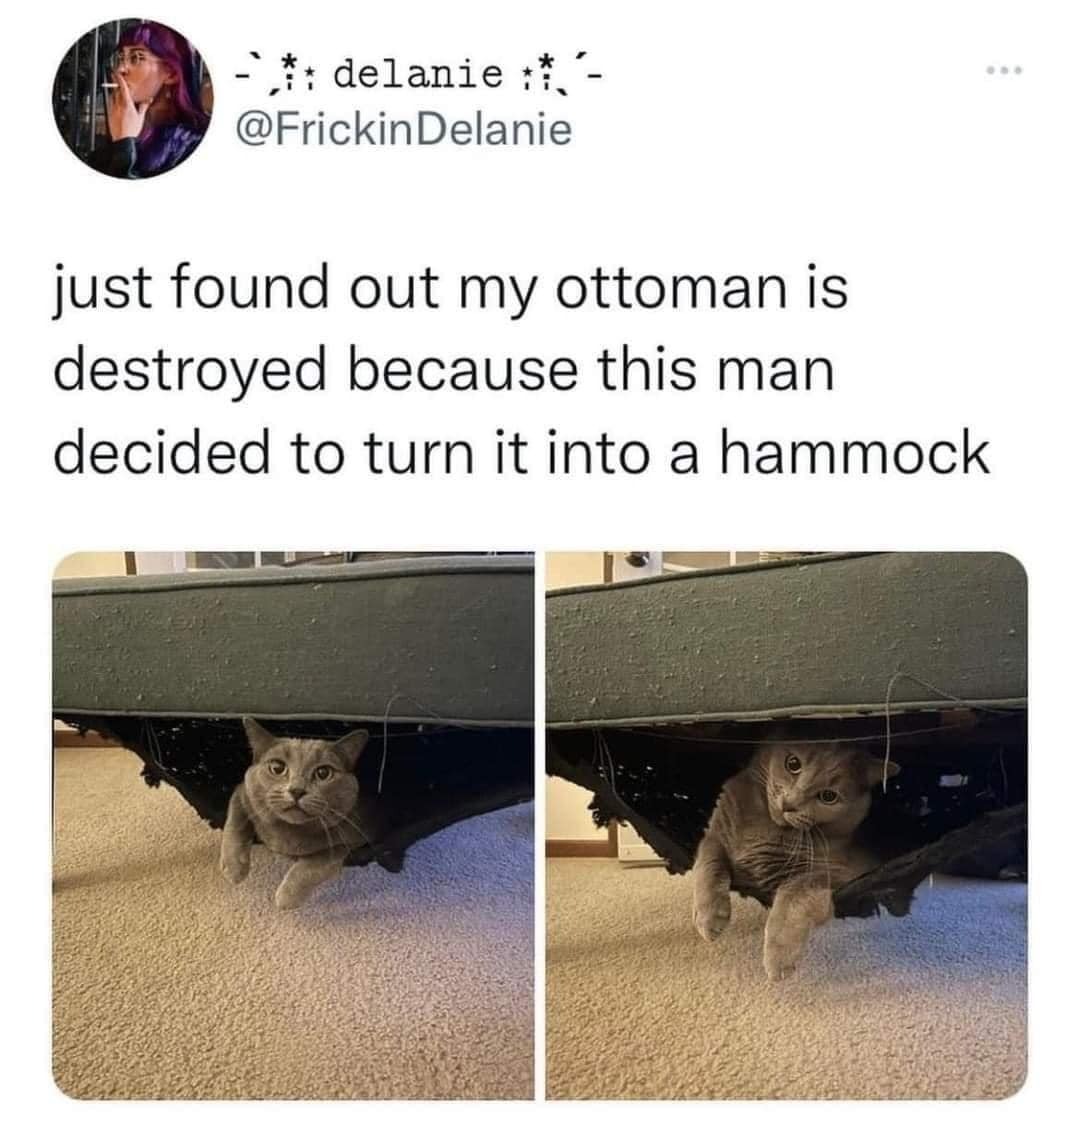 -`ˏ⁎⁏ delanie ⁏⁎ˎ´-
@FrickinDelanie
just found out my ottoman is
destroyed because this man
decided to turn it into a hammock